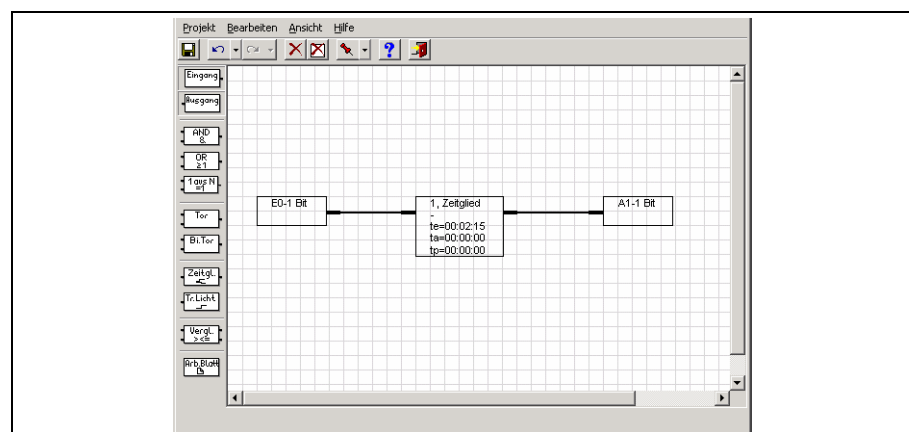 Projekt Bearbeiten Ansicht Hilfe
Eingang
Ausgang
AND
&
OR
≥1
1 aus N
=1
Tor
Bi.Tor
Zeitgl.
Tr.Licht
Vergl.
><=
Arb.Blatt
E0-1 Bit
1, Zeitglied
-
te=00:02:15
ta=00:00:00
tp=00:00:00
A1-1 Bit